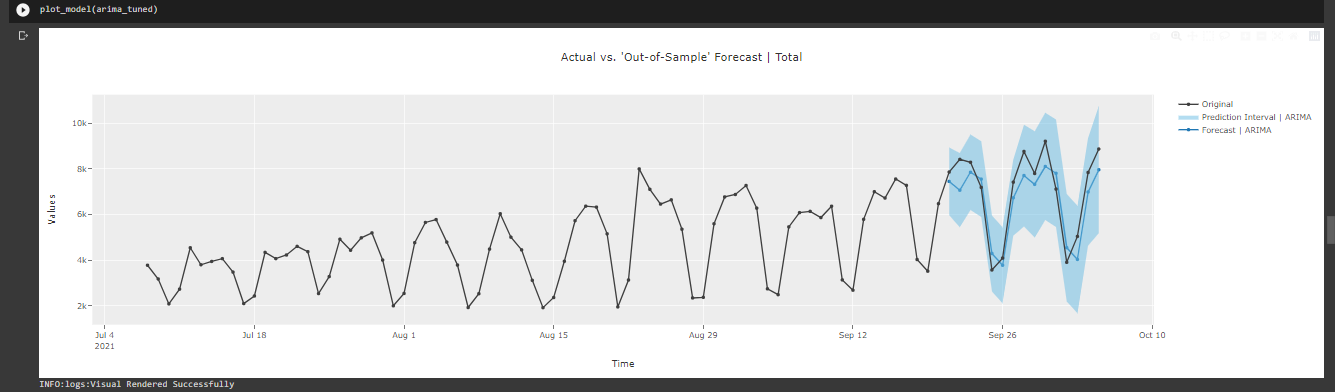 plot_model(arima_tuned)
Actual vs. 'Out-of-Sample' Forecast | Total
Original
Prediction Interval | ARIMA
Forecast | ARIMA
Values
10k
8k
6k
4k
2k
Jul 4
2021
Jul 18
Aug 1
Aug 15
Aug 29
Sep 12
Sep 26
Oct 10
Time
INFO:logs:Visual Rendered Successfully